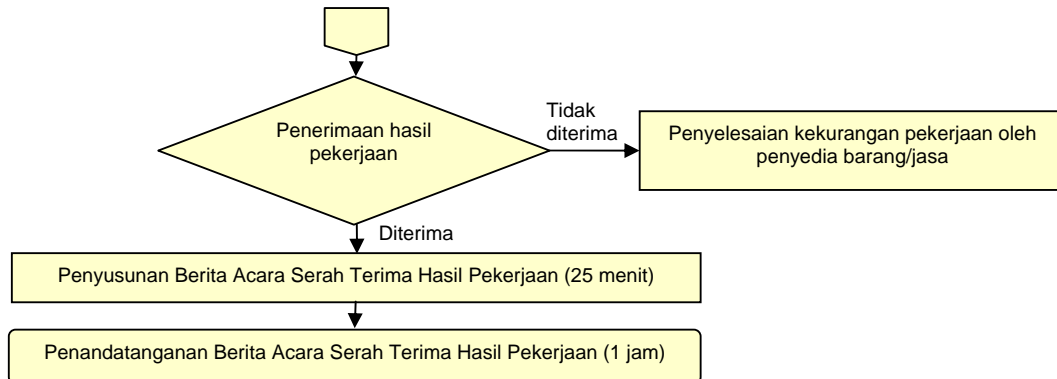 Penerimaan hasil
pekerjaan
Tidak
diterima
Penyelesaian kekurangan pekerjaan oleh
penyedia barang/jasa
Diterima
Penyusunan Berita Acara Serah Terima Hasil Pekerjaan (25 menit)
Penandatanganan Berita Acara Serah Terima Hasil Pekerjaan (1 jam)